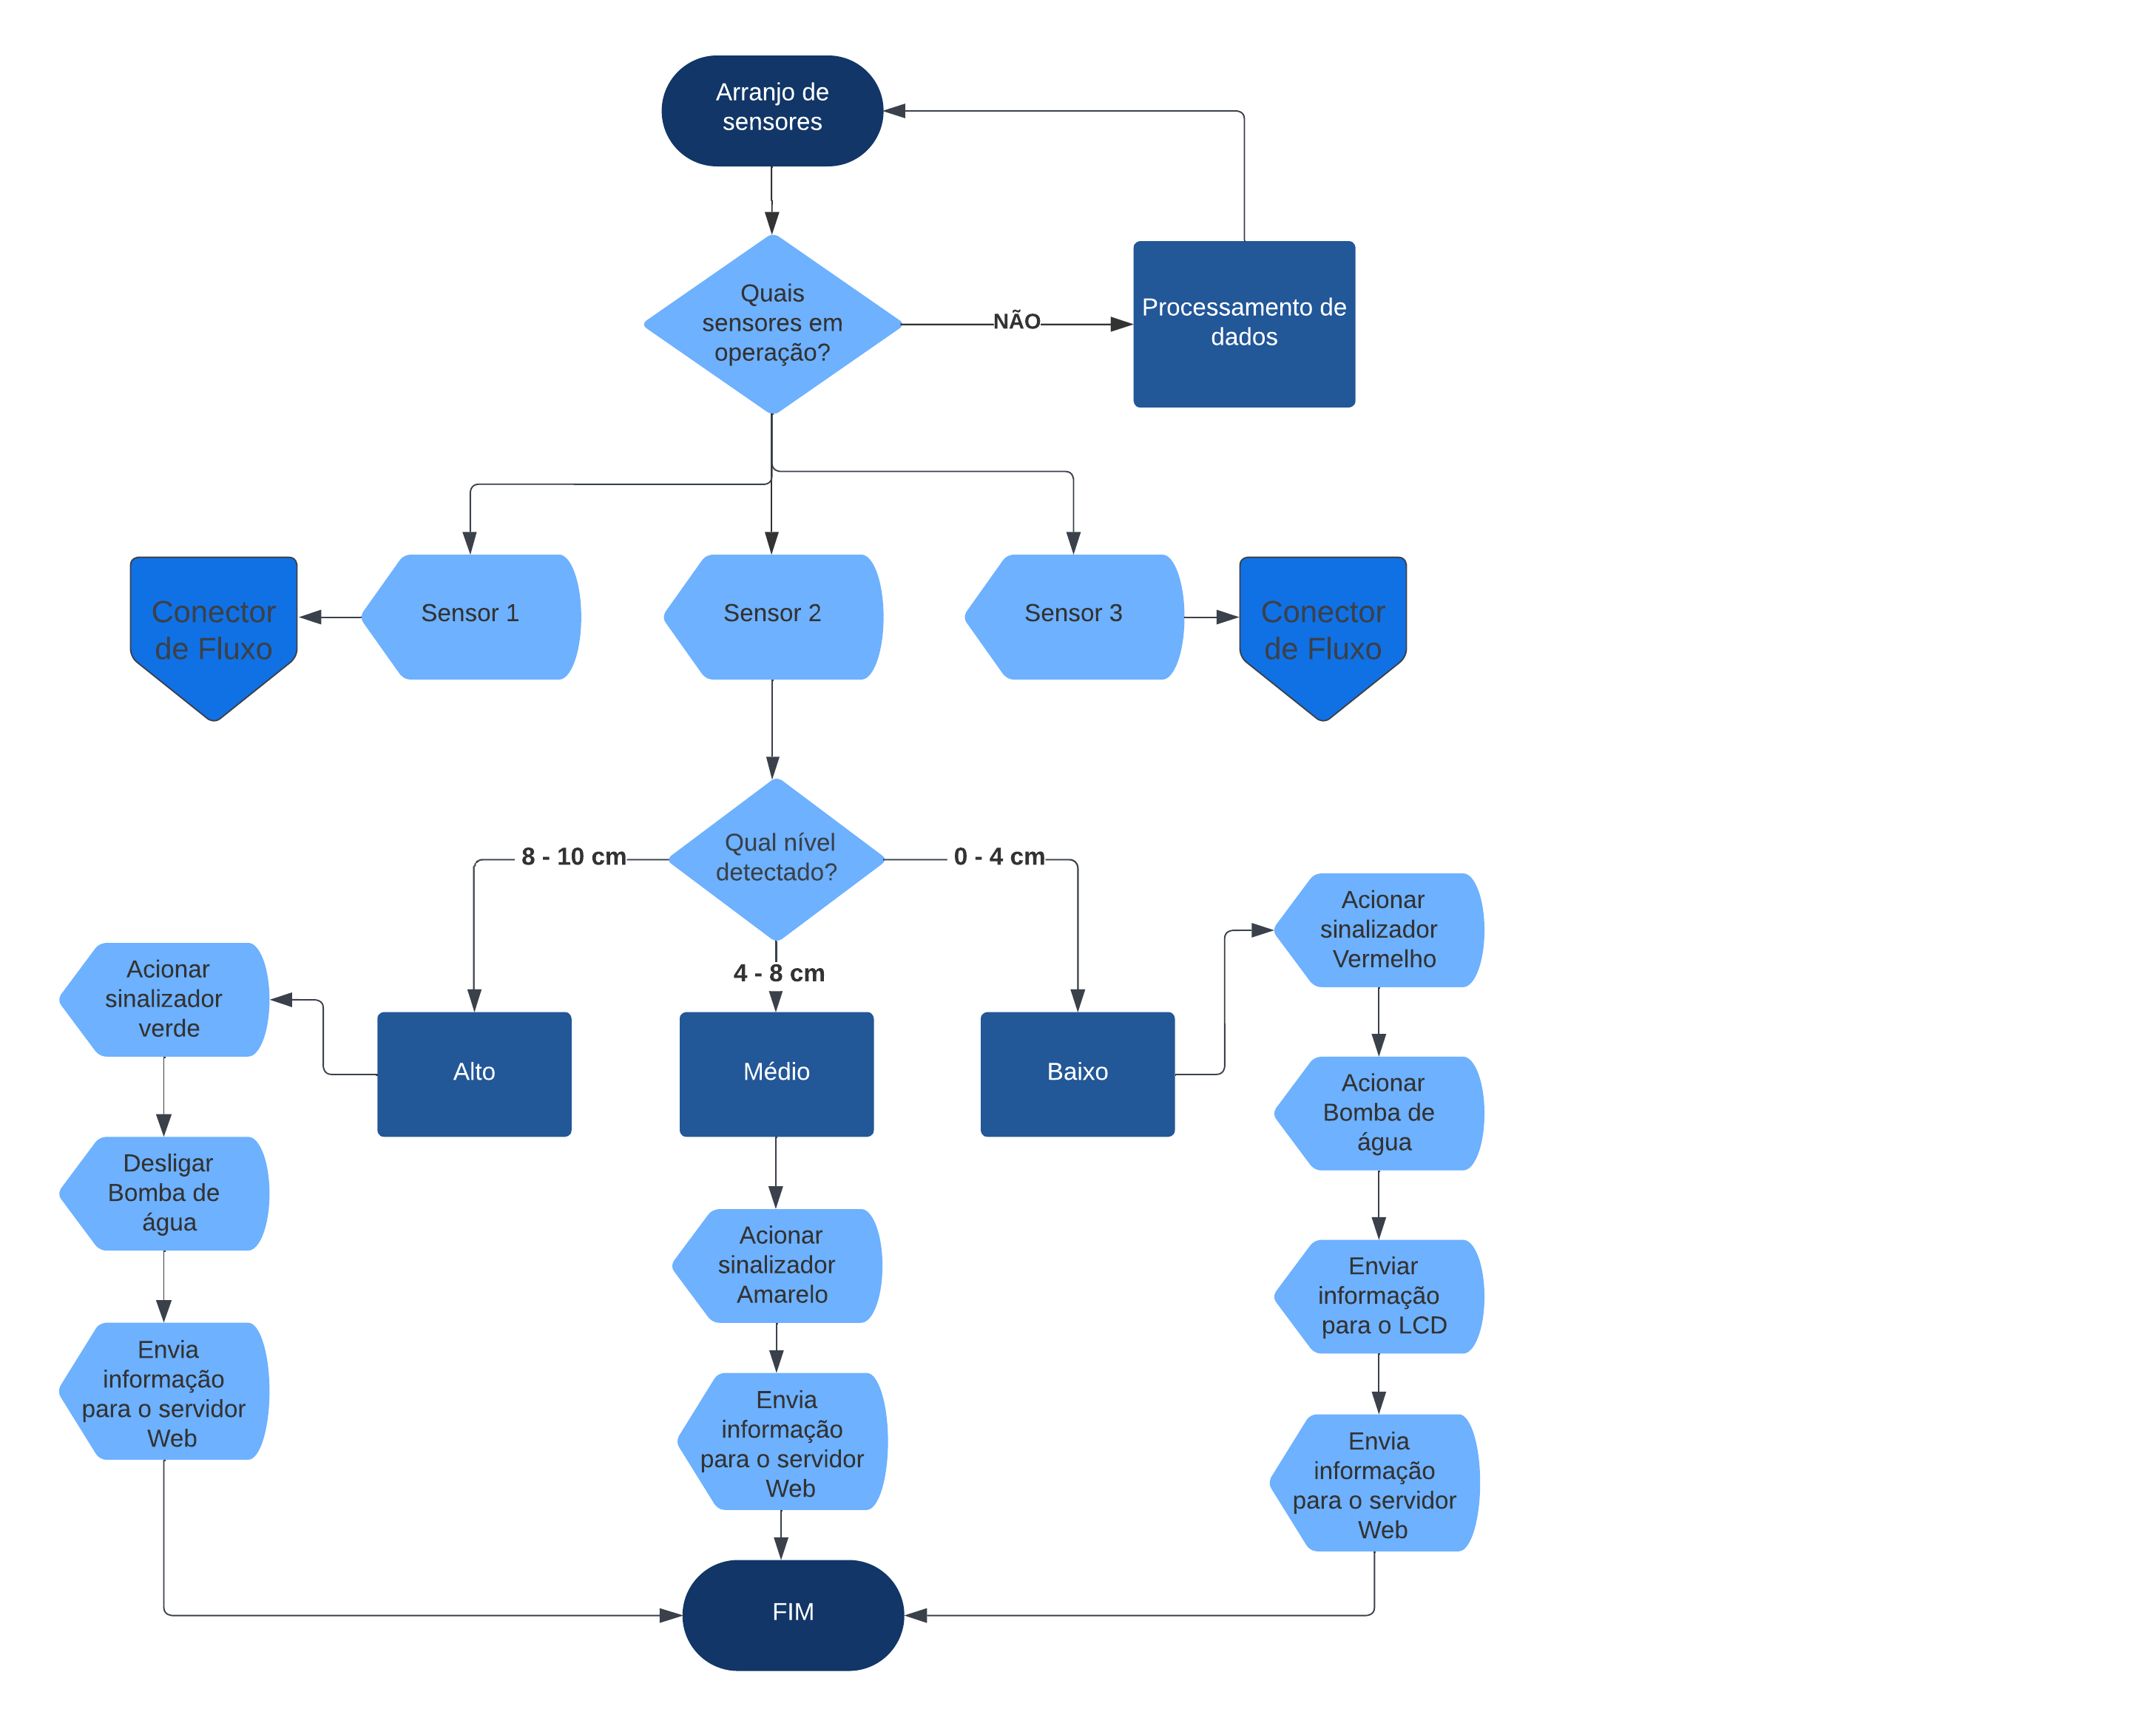 Arranjo de
sensores
Quais
sensores em
operação?
NÃO
Processamento de
dados
Conector
de Fluxo
Sensor 1
Sensor 2
Sensor 3
Conector
de Fluxo
Qual nível
detectado?
8 - 10 cm
0 - 4 cm
4 - 8 cm
Acionar
sinalizador
verde
Alto
Médio
Baixo
Acionar
sinalizador
Vermelho
Desligar
Bomba de
água
Acionar
Bomba de
água
Acionar
sinalizador
Amarelo
Enviar
informação
para o LCD
Envia
informação
para o servidor
Web
Envia
informação
para o servidor
Web
Envia
informação
para o servidor
Web
FIM